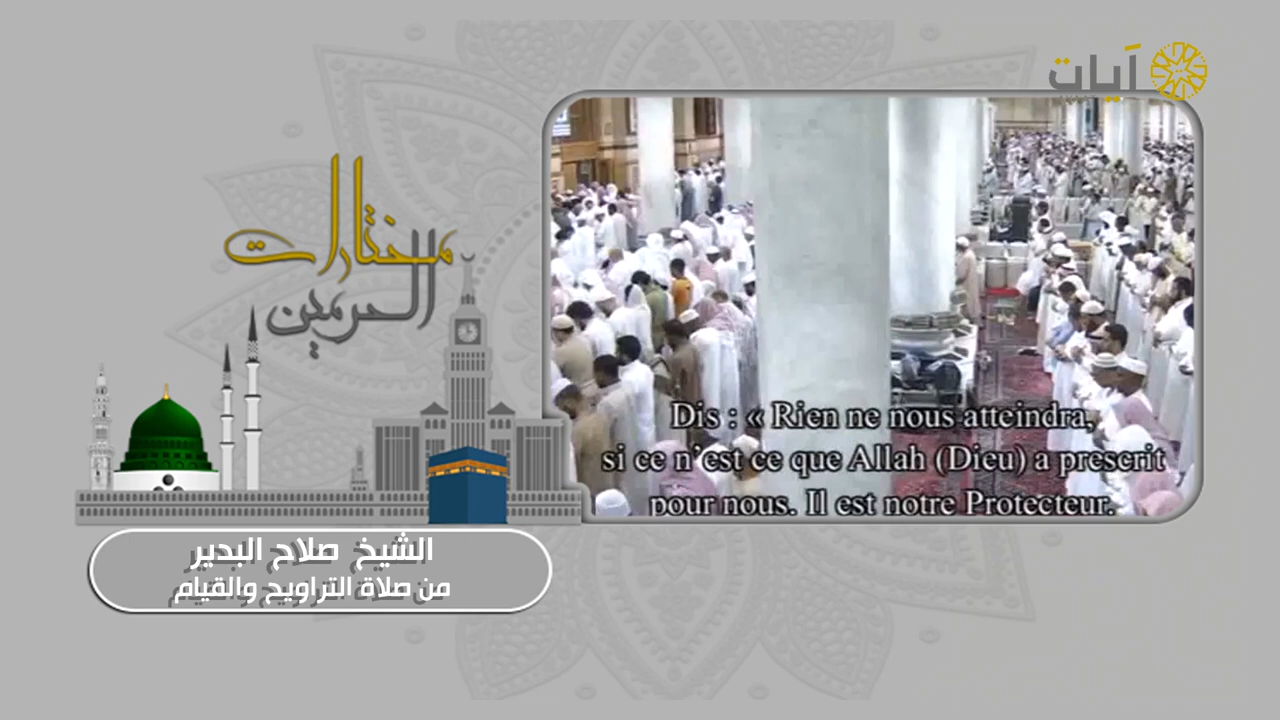 آيات
مختارات
الحرمين
Dis : « Rien ne nous atteindra,
si ce n'est ce que Allah (Dieu) a prescrit
pour nous. Il est notre Protecteur.
الشيخ صلاح البدير
من صلاة التراويح والقيام